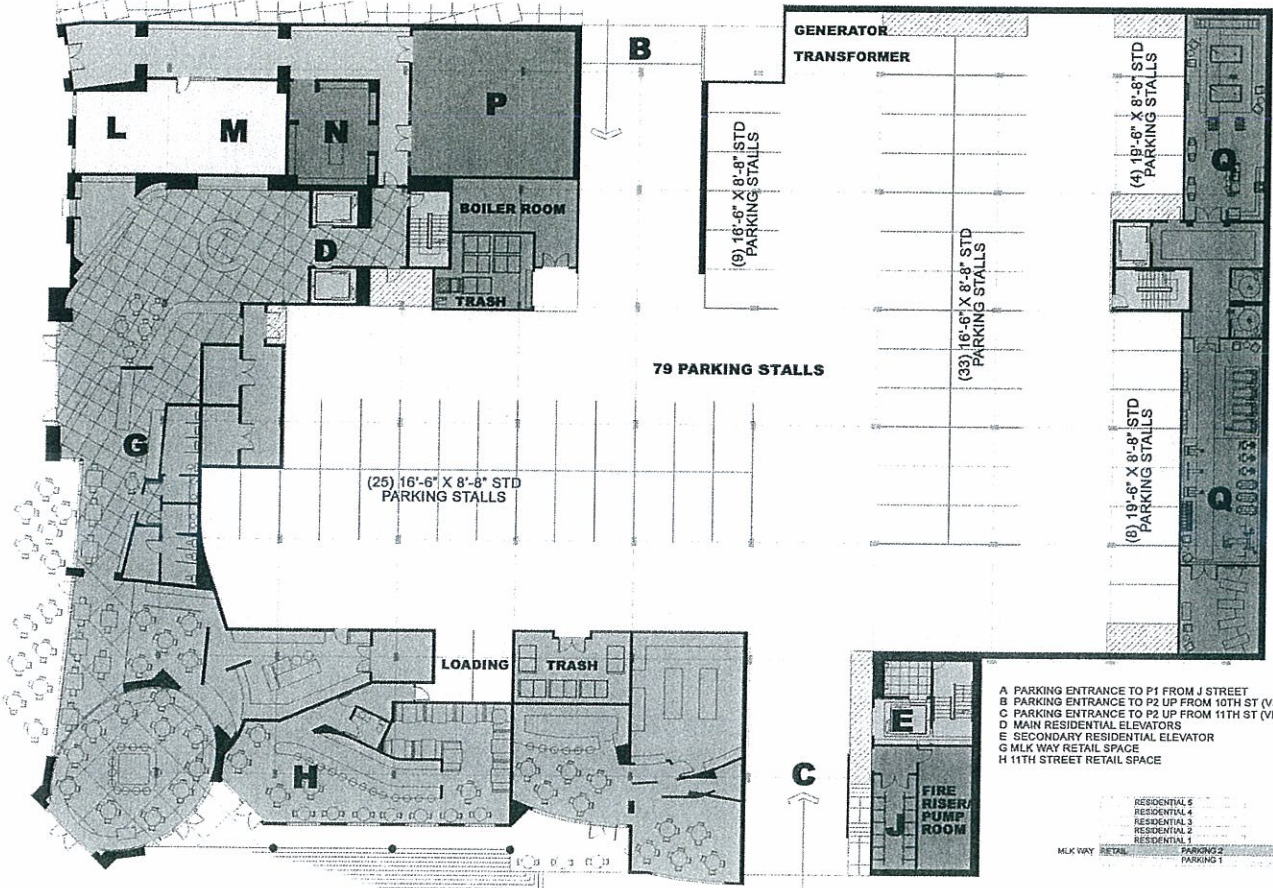 GENERATOR
TRANSFORMER
B
P
L
M
N
D
BOILER ROOM
TRASH
(9) 16'-6" X 8'-8" STD
PARKING STALLS
(33) 16'-6" X 8'-8" STD
PARKING STALLS
(4) 19'-6" X 8'-8" STD
PARKING STALLS
Q
79 PARKING STALLS
(8) 19'-6" X 8'-8" STD
PARKING STALLS
Q
G
(25) 16'-6" X 8'-8" STD
PARKING STALLS
LOADING
TRASH
H
C
E
J
FIRE
RISER/
PUMP
ROOM
A PARKING ENTRANCE TO P1 FROM J STREET
B PARKING ENTRANCE TO P2 UP FROM 10TH ST
C PARKING ENTRANCE TO P2 UP FROM 11TH ST
D MAIN RESIDENTIAL ELEVATORS
E SECONDARY RESIDENTIAL ELEVATOR
G MLK WAY RETAIL SPACE
H 11TH STREET RETAIL SPACE
RESIDENTIAL 5
RESIDENTIAL 4
RESIDENTIAL 3
RESIDENTIAL 2
RESIDENTIAL 1
MLK WAY RETAIL PARKING 2
PARKING 1